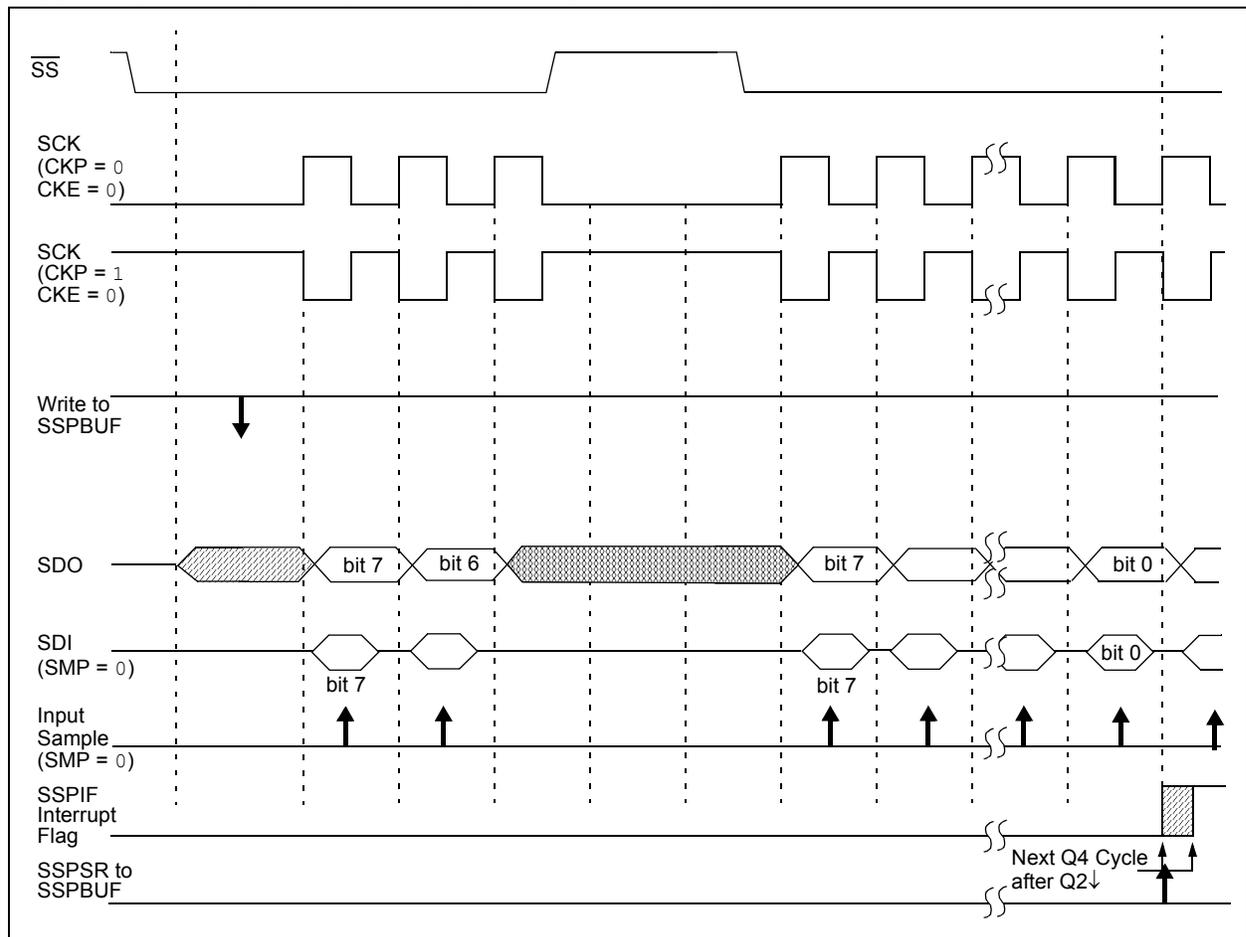 SS
SCK
(CKP = 0
CKE = 0)
SCK
(CKP = 1
CKE = 0)
Write to
SSPBUF
SDO
bit 7
bit 6
bit 7
bit 0
SDI
(SMP = 0)
bit 0
bit 7
bit 7
Input
Sample
(SMP = 0)
SSPIF
Interrupt
Flag
Next Q4 Cycle
after Q2↓
SSPSR to
SSPBUF